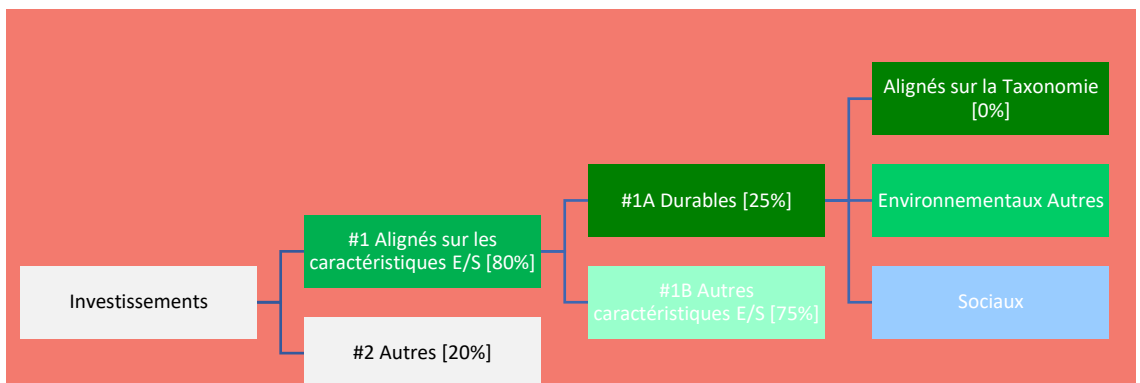 Investissements
#1 Alignés sur les
caractéristiques E/S [80%]
#2 Autres [20%]
#1A Durables [25%]
#1B Autres
caractéristiques E/S [75%]
Alignés sur la Taxonomie
[0%]
Environnementaux Autres
Sociaux